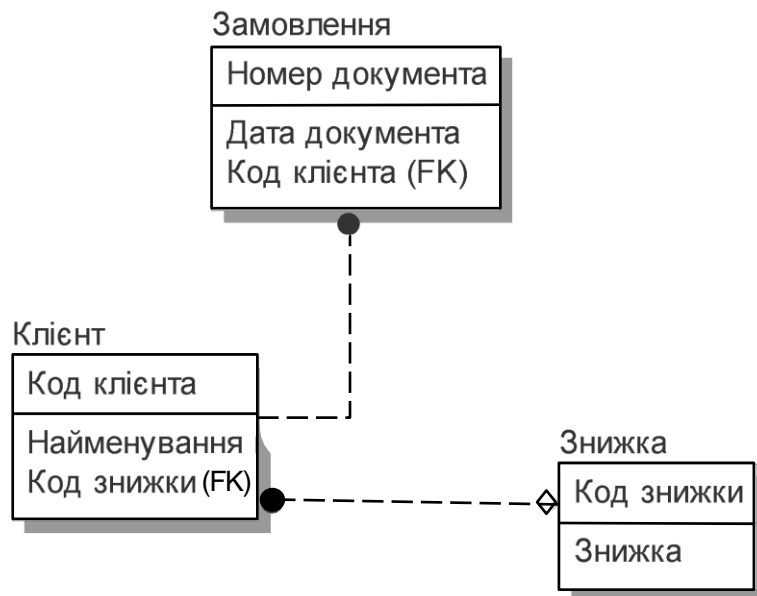 Замовлення
Номер документа
Дата документа
Код клієнта (FK)
Клієнт
Код клієнта
Найменування
Код знижки (FK)
Знижка
Код знижки
Знижка